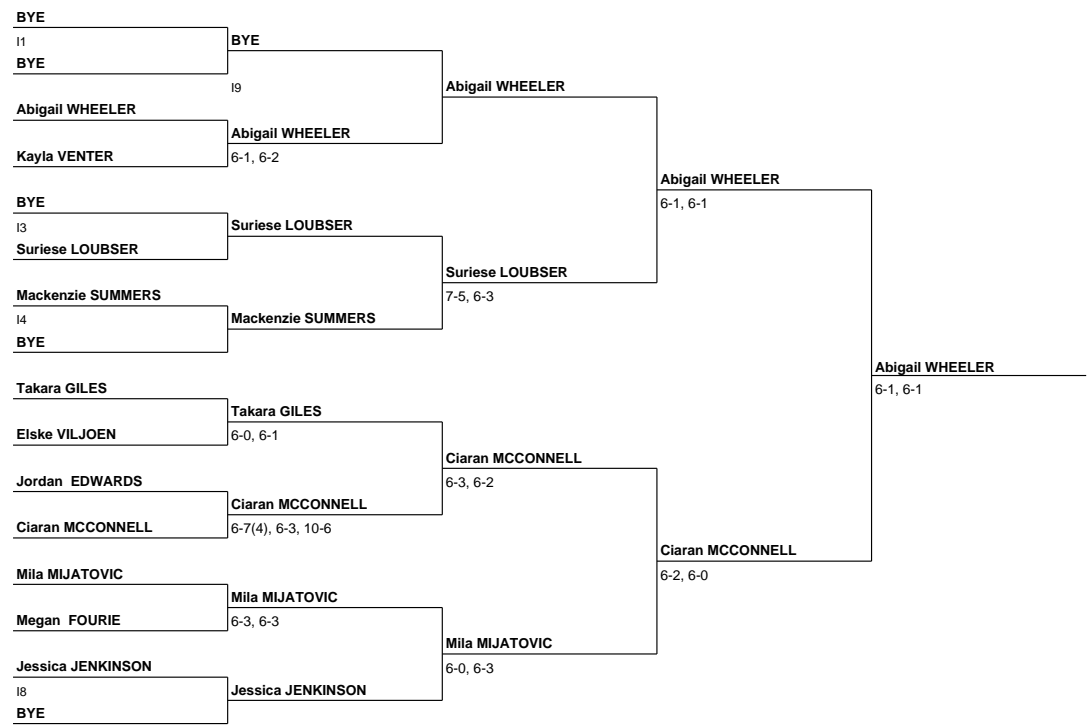 BYE
I1
BYE
Abigail WHEELER
Kayla VENTER
BYE
I3
Suriese LOUBSER
Mackenzie SUMMERS
I4
BYE
Takara GILES
Elske VILJOEN
Jordan EDWARDS
Ciaran MCCONNELL
Mila MIJATOVIC
Megan FOURIE
Jessica JENKINSON
I8
BYE
BYE
I9
Abigail WHEELER
6-1, 6-2
Suriese LOUBSER
Mackenzie SUMMERS
Takara GILES
6-0, 6-1
Ciaran MCCONNELL
6-7(4), 6-3, 10-6
Mila MIJATOVIC
6-3, 6-3
Jessica JENKINSON
Abigail WHEELER
Suriese LOUBSER
7-5, 6-3
Ciaran MCCONNELL
6-3, 6-2
Mila MIJATOVIC
6-0, 6-3
Abigail WHEELER
6-1, 6-1
Ciaran MCCONNELL
6-2, 6-0
Abigail WHEELER
6-1, 6-1